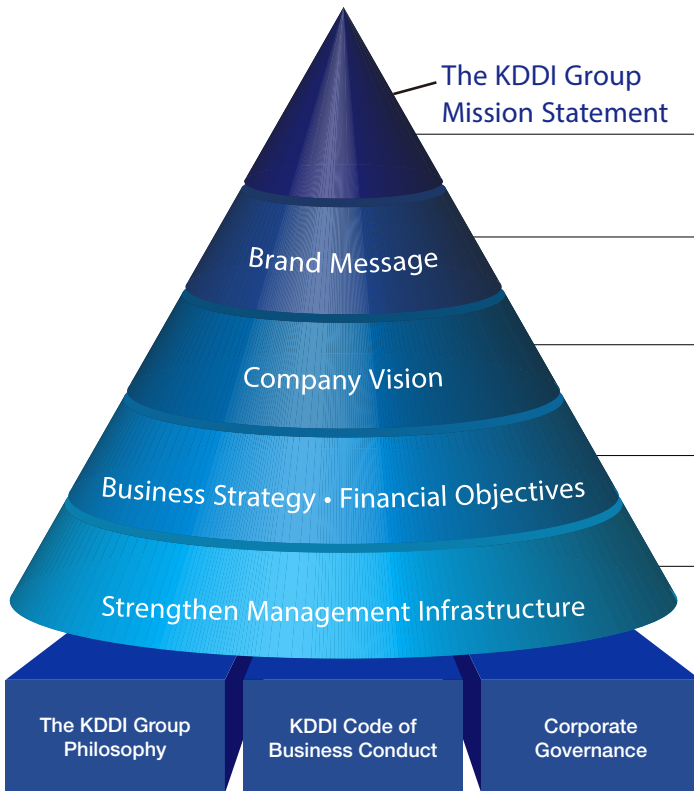 The KDDI Group
Mission Statement
Brand Message
Company Vision
Business Strategy • Financial Objectives
Strengthen Management Infrastructure
The KDDI Group
Philosophy
KDDI Code of
Business Conduct
Corporate
Governance